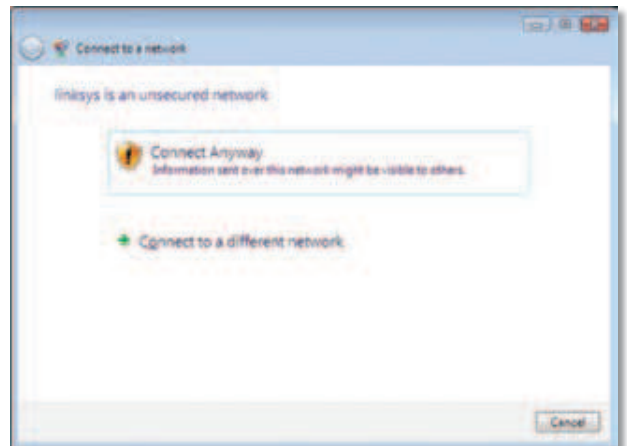 Connect to a network
linksys is an unsecured network
Connect Anyway
Information sent over this network might be visible to others.
Connect to a different network
Cancel